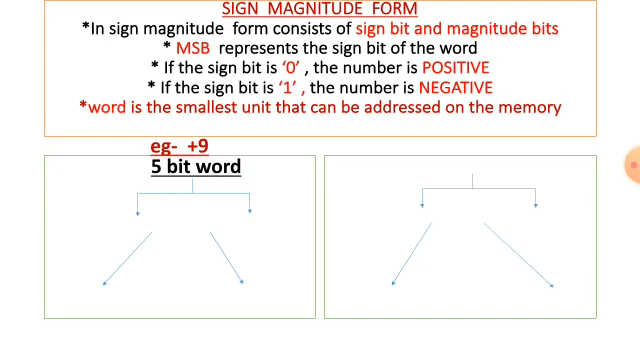 SIGN MAGNITUDE FORM
*In sign magnitude form consists of sign bit and magnitude bits
* MSB represents the sign bit of the word
* If the sign bit is ‘0’, the number is POSITIVE
* If the sign bit is ‘1’ , the number is NEGATIVE
*word is the smallest unit that can be addressed on the memory
eg- +9
5 bit word